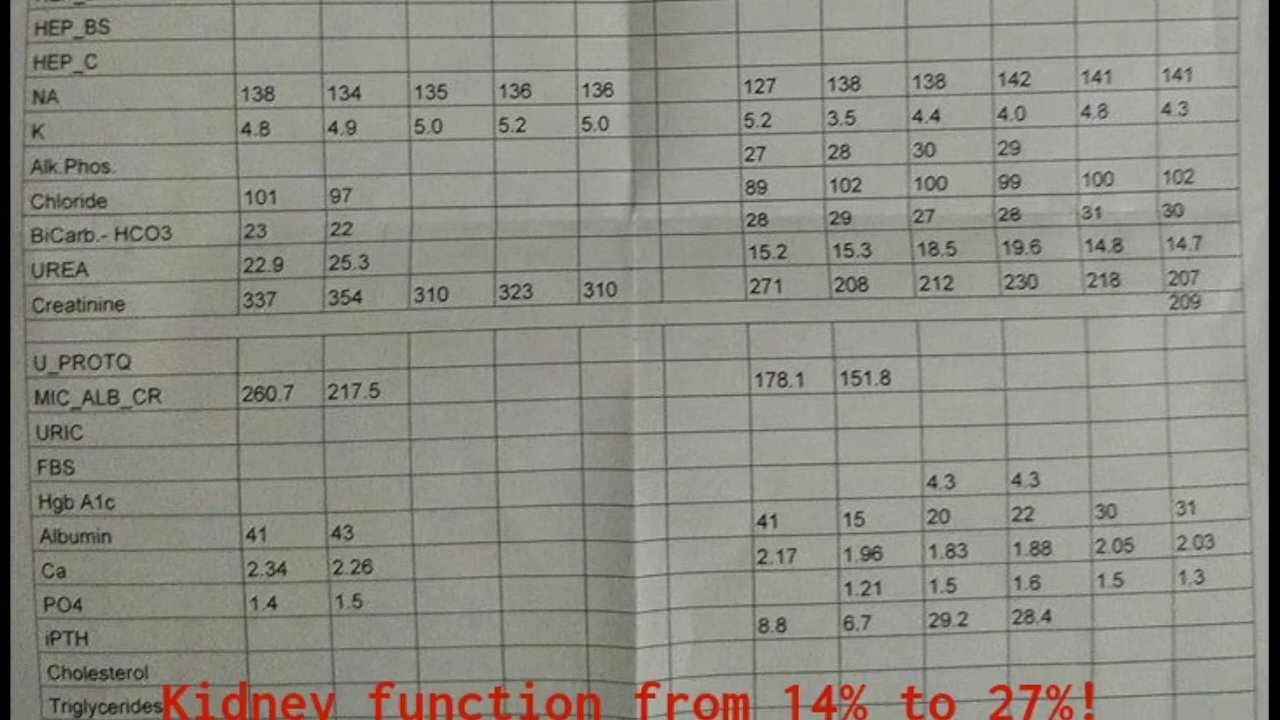 HEP_BS
HEP_C
NA 138 134 135 136 136 127 138 138 142 141 141
K 4.8 4.9 5.0 5.2 5.0 5.2 3.5 4.4 4.0 4.8 4.3
Alk Phos. 27 28 30 29
Chloride 101 97 89 102 100 99 100 102
BiCarb.- HCO3 23 22 28 29 27 28 31 30
UREA 22.9 25.3 15.2 15.3 18.5 19.6 14.8 14.7
Creatinine 337 354 310 323 310 271 208 212 230 218 207
209
U_PROTQ
MIC_ALB_CR 260.7 217.5 178.1 151.8
URIC
FBS
Hgb A1c 4.3 4.3
Albumin 41 43 41 15 20 22 30 31
Ca 2.34 2.26 2.17 1.96 1.83 1.88 2.05 2.03
PO4 1.4 1.5 1.21 1.5 1.6 1.5 1.3
iPTH 8.8 6.7 29.2 28.4
Cholesterol
Triglycerides
Kidney function from 14% to 27%!